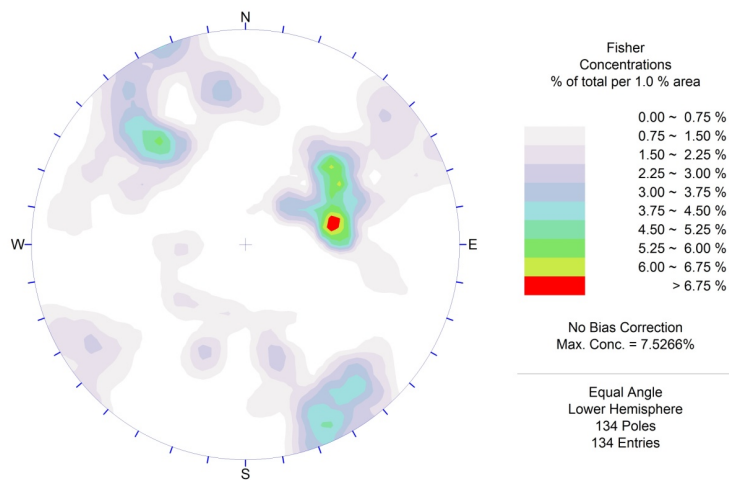 N
W
E
S
Fisher
Concentrations
% of total per 1.0 % area
0.00 ~ 0.75 %
0.75 ~ 1.50 %
1.50 ~ 2.25 %
2.25 ~ 3.00 %
3.00 ~ 3.75 %
3.75 ~ 4.50 %
4.50 ~ 5.25 %
5.25 ~ 6.00 %
6.00 ~ 6.75 %
> 6.75 %
No Bias Correction
Max. Conc. = 7.5266%
Equal Angle
Lower Hemisphere
134 Poles
134 Entries